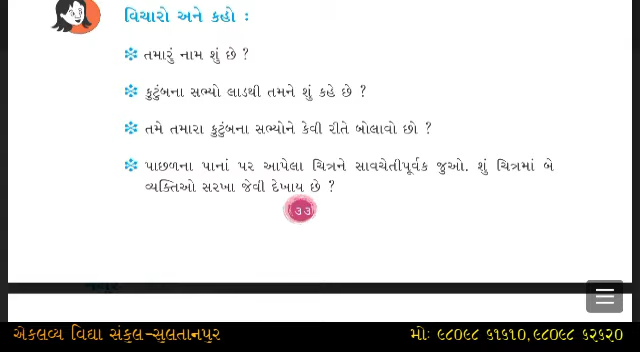 વિચારો અને કહો :
✻ તમારું નામ શું છે ?
✻ કુટુંબના સભ્યો લાડથી તમને શું કહે છે ?
✻ તમે તમારા કુટુંબના સભ્યોને કેવી રીતે બોલાવો છો ?
✻ પાછળના પાનાં પર આપેલા ચિત્રને સાવચેતીપૂર્વક જુઓ. શું ચિત્રમાં બે
વ્યક્તિઓ સરખા જેવી દેખાય છે ?
૩૩
એકલવ્ય વિદ્યા સંકુલ-સુલતાનપુર
મોઃ ૯૮૦૯૮ ૬૧૬૧૦,૯૮૦૯૮ ૬૨૬૨૦